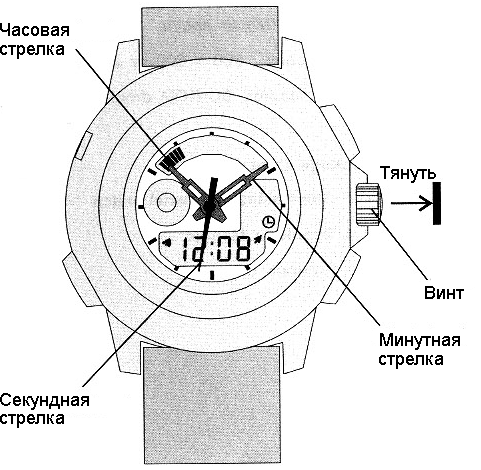 Часовая
стрелка
Тянуть
12:08
Винт
Минутная
стрелка
Секундная
стрелка